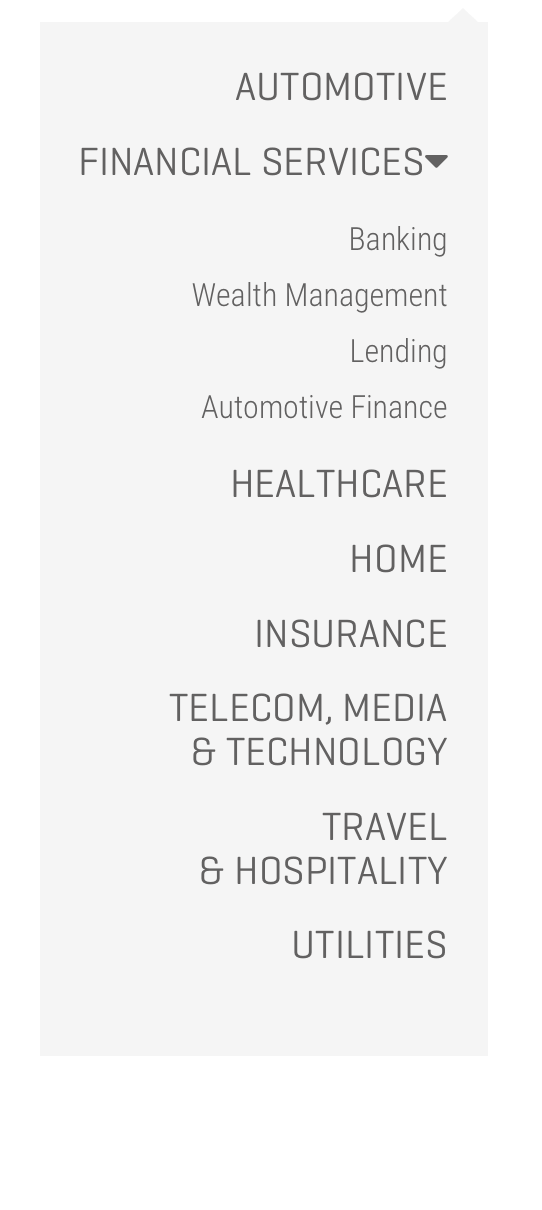 AUTOMOTIVE
FINANCIAL SERVICES
Banking
Wealth Management
Lending
Automotive Finance
HEALTHCARE
HOME
INSURANCE
TELECOM, MEDIA
& TECHNOLOGY
TRAVEL
& HOSPITALITY
UTILITIES